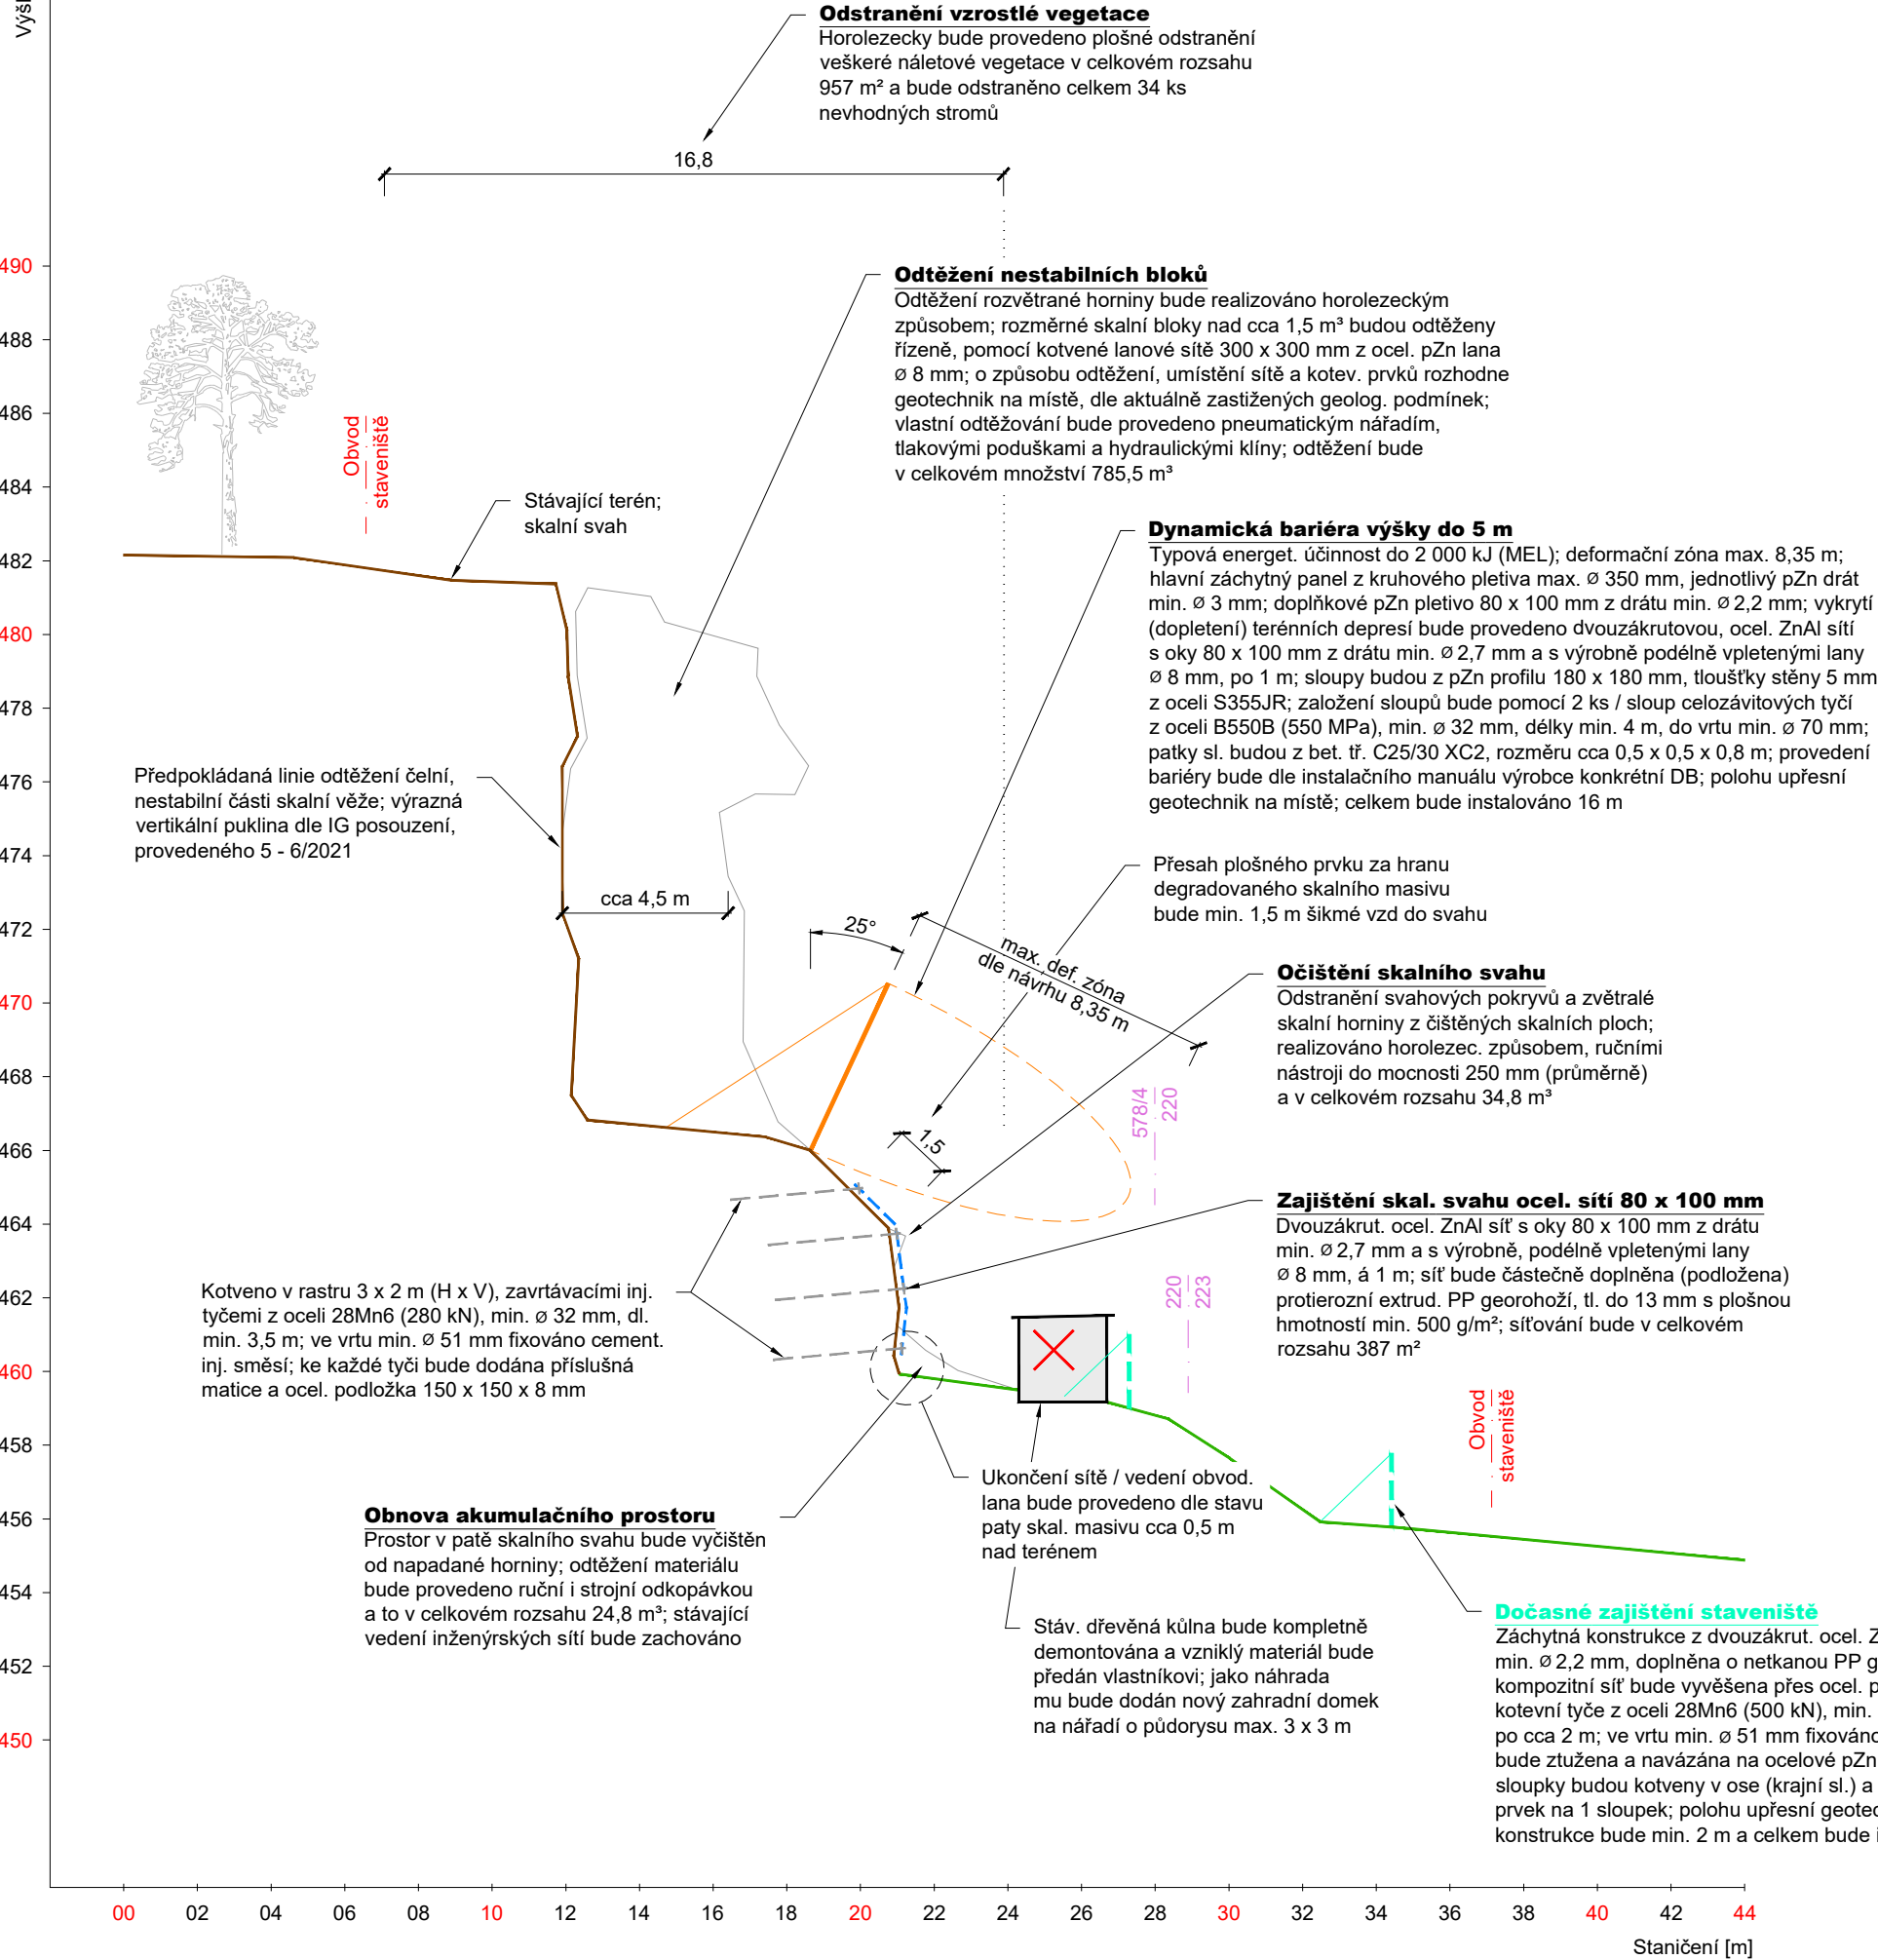 Odstranění vzrostlé vegetace
Horolezecky bude provedeno plošné odstranění
veškeré náletové vegetace v celkovém rozsahu
957 m² a bude odstraněno celkem 34 ks
nevhodných stromů
16,8
Odtěžení nestabilních bloků
Odtěžení rozvětrané horniny bude realizováno horolezeckým
způsobem; rozměrné skalní bloky nad cca 1,5 m³ budou odtěženy
řízeně, pomocí kotvené lanové sítě 300 x 300 mm z ocel. pZn lana
Ø 8 mm; o způsobu odtěžení, umístění sítě a kotev. prvků rozhodne
geotechnik na místě, dle aktuálně zastižených geolog. podmínek;
vlastní odtěžování bude provedeno pneumatickým nářadím,
tlakovými poduškami a hydraulickými klíny; odtěžení bude
v celkovém množství 785,5 m³
Obvod
staveniště
Stávající terén;
skalní svah
Dynamická bariéra výšky do 5 m
Typová energet. účinnost do 2 000 kJ (MEL); deformační zóna max. 8,35 m;
hlavní záchytný panel z kruhového pletiva max. Ø 350 mm, jednotlivý pZn drát
min. Ø 3 mm; doplňkové pZn pletivo 80 x 100 mm z drátu min. Ø 2,2 mm; vykrytí
(dopletení) terénních depresí bude provedeno dvouzákrutovou, ocel. ZnAl sítí
s oky 80 x 100 mm z drátu min. Ø 2,7 mm a s výrobně podélně vpletenými lany
Ø 8 mm, po 1 m; sloupy budou z pZn profilu 180 x 180 mm, tloušťky stěny 5 mm
z oceli S355JR; založení sloupů bude pomocí 2 ks / sloup celozávitových tyčí
z oceli B550B (550 MPa), min. Ø 32 mm, délky min. 4 m, do vrtu min. Ø 70 mm;
patky sl. budou z bet. tř. C25/30 XC2, rozměru cca 0,5 x 0,5 x 0,8 m; provedení
bariéry bude dle instalačního manuálu výrobce konkrétní DB; polohu upřesní
geotechnik na místě; celkem bude instalováno 16 m
Předpokládaná linie odtěžení čelní,
nestabilní části skalní věže; výrazná
vertikální puklina dle IG posouzení,
provedeného 5 - 6/2021
cca 4,5 m
Přesah plošného prvku za hranu
degradovaného skalního masivu
bude min. 1,5 m šikmé vzd do svahu
25°
max. def. zóna
dle návrhu 8,35 m
Očištění skalního svahu
Odstranění svahových pokryvů a zvětralé
skalní horniny z čištěných skalních ploch;
realizováno horolezec. způsobem, ručními
nástroji do mocnosti 250 mm (průměrně)
a v celkovém rozsahu 34,8 m³
1,5
578/4
220
Zajištění skal. svahu ocel. sítí 80 x 100 mm
Dvouzákrut. ocel. ZnAl síť s oky 80 x 100 mm z drátu
min. Ø 2,7 mm a s výrobně, podélně vpletenými lany
Ø 8 mm, á 1 m; síť bude částečně doplněna (podložena)
protierozní extrud. PP georohoží, tl. do 13 mm s plošnou
hmotností min. 500 g/m²; síťování bude v celkovém
rozsahu 387 m²
Kotveno v rastru 3 x 2 m (H x V), zavrtávacími inj.
tyčemi z oceli 28Mn6 (280 kN), min. Ø 32 mm, dl.
min. 3,5 m; ve vrtu min. Ø 51 mm fixováno cement.
inj. směsí; ke každé tyči bude dodána příslušná
matice a ocel. podložka 150 x 150 x 8 mm
220
223
Obvod
staveniště
Ukončení sítě / vedení obvod.
lana bude provedeno dle stavu
paty skal. masivu cca 0,5 m
nad terénem
Obnova akumulačního prostoru
Prostor v patě skalního svahu bude vyčištěn
od napadané horniny; odtěžení materiálu
bude provedeno ruční i strojní odkopávkou
a to v celkovém rozsahu 24,8 m³; stávající
vedení inženýrských sítí bude zachováno
Stáv. dřevěná kůlna bude kompletně
demontována a vzniklý materiál bude
předán vlastníkovi; jako náhrada
mu bude dodán nový zahradní domek
na nářadí o půdorysu max. 3 x 3 m
Dočasné zajištění staveniště
Záchytná konstrukce z dvouzákrut. ocel.
min. Ø 2,2 mm, doplněna o netkanou PP
kompozitní síť bude vyvěšena přes ocel.
kotevní tyče z oceli 28Mn6 (500 kN), min.
po cca 2 m; ve vrtu min. Ø 51 mm fixováno
bude ztužena a navázána na ocelové pZn
sloupky budou kotveny v ose (krajní sl.) a
prvek na 1 sloupek; polohu upřesní
konstrukce bude min. 2 m a celkem bude
490
488
486
484
482
480
478
476
474
472
470
468
466
464
462
460
458
456
454
452
450
00 02 04 06 08 10 12 14 16 18 20 22 24 26 28 30 32 34 36 38 40 42 44
Staničení [m]